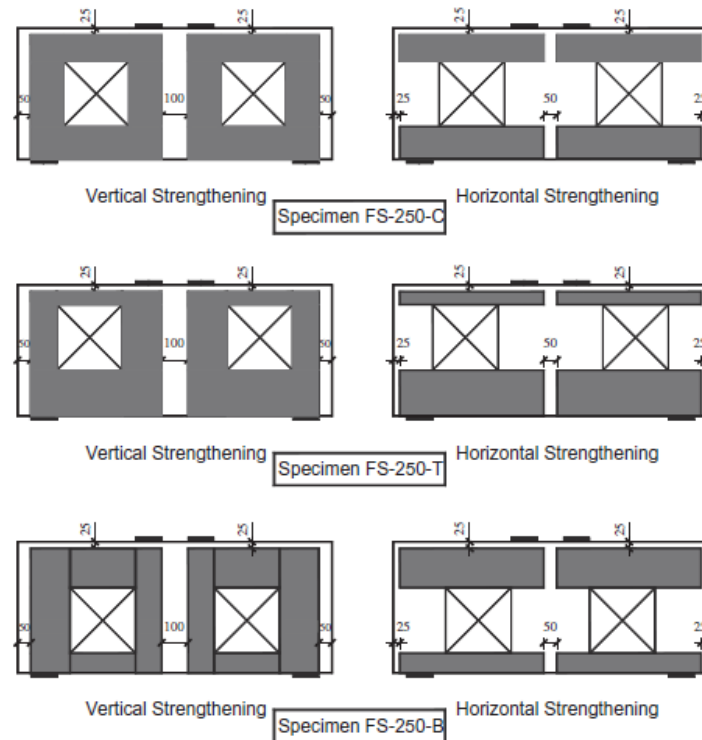 25 25 25 25
50 100 50 25 50 25
Vertical Strengthening Horizontal Strengthening
Specimen FS-250-C
25 25 25 25
50 100 50 25 50 25
Vertical Strengthening Horizontal Strengthening
Specimen FS-250-T
25 25 25 25
50 100 50 25 50 25
Vertical Strengthening Horizontal Strengthening
Specimen FS-250-B